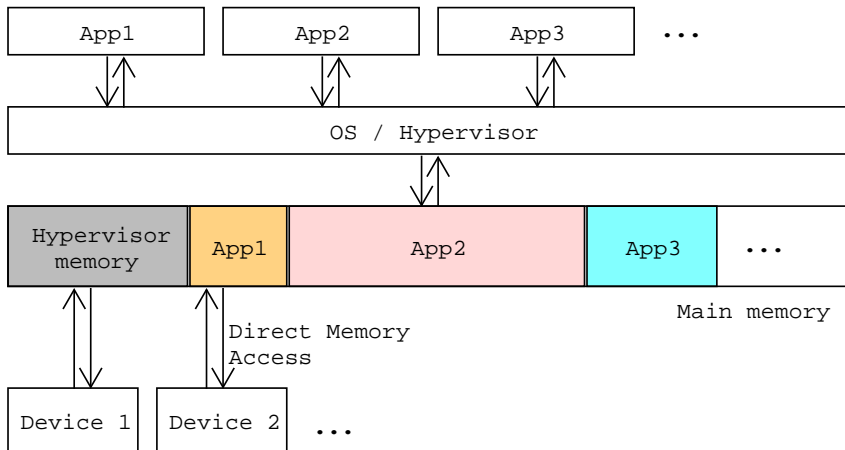 App1
App2
App3
...
OS / Hypervisor
Hypervisor
memory
App1
App2
App3
...
Main memory
Direct Memory
Access
Device 1
Device 2
...